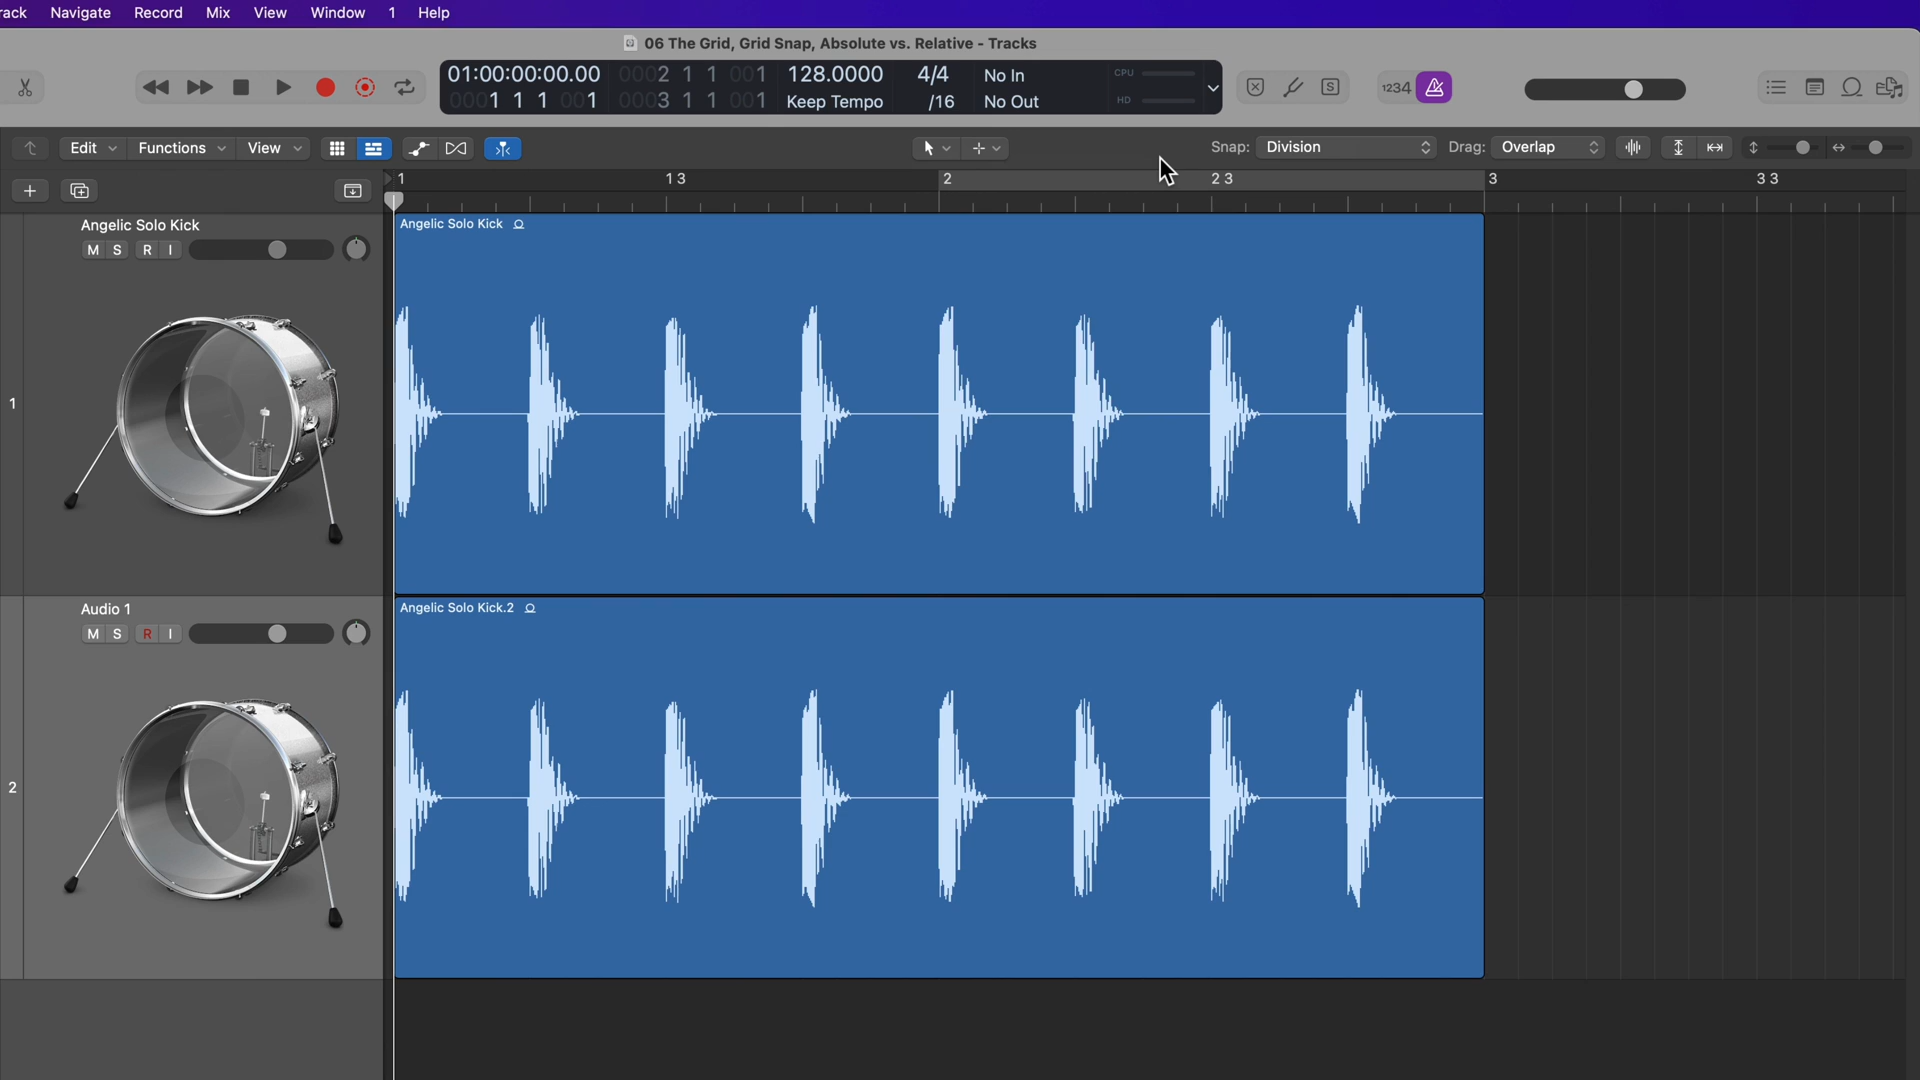 rack Navigate Record Mix View Window 1 Help
06 The Grid, Grid Snap, Absolute vs. Relative - Tracks
01:00:00:00.00 0002 1 1 001 128.0000 4/4 No In CPU
0001 1 1 001 0003 1 1 001 Keep Tempo /16 No Out HD
S 1234
Edit Functions View Snap: Division Drag: Overlap
1 1 3 2 2 3 3 3 3
Angelic Solo Kick
M S R I
Angelic Solo Kick
1
Audio 1
M S R I
Angelic Solo Kick.2
2